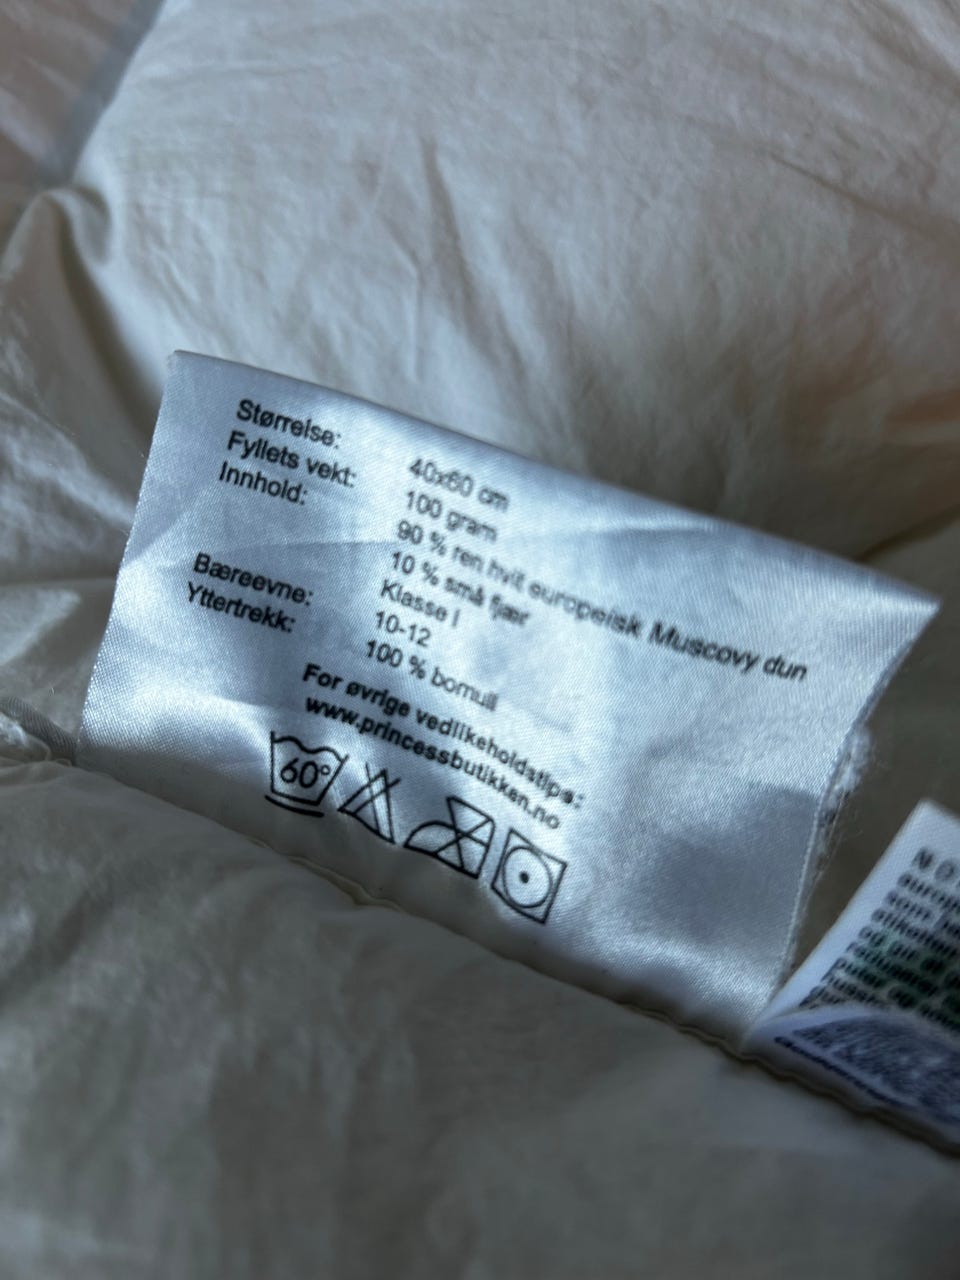 Størrelse: 40x60 cm
Fyllets vekt: 100 gram
Innhold: 90 % ren hvit europeisk Muscovy dun
10 % små fjær
Klasse I
Bæreevne: 10-12
Yttertrekk: 100 % bomull
For øvrige vedlikeholdstips:
www.princessbutikken.no
60°